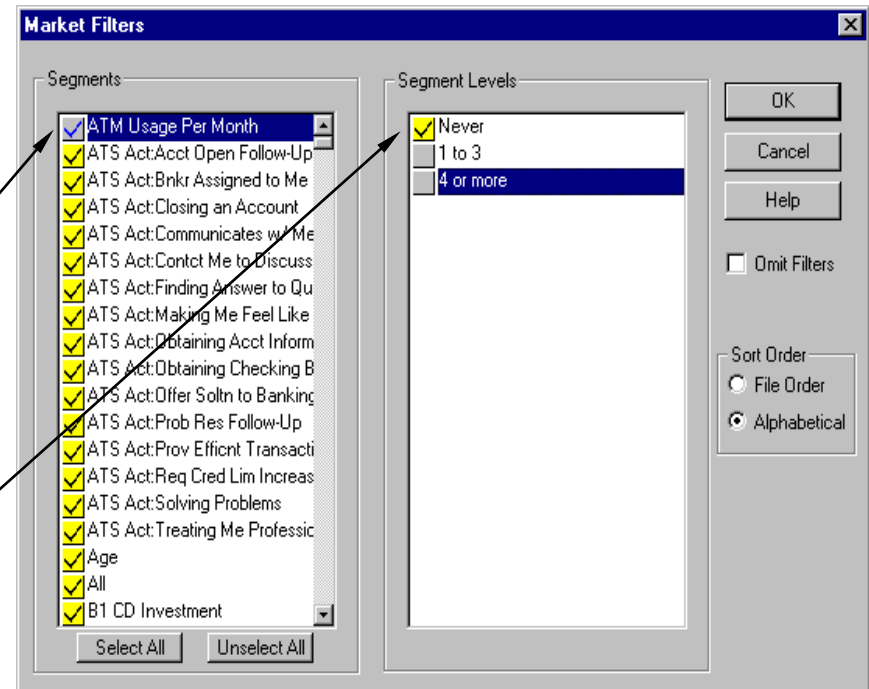 Market Filters
Segments
ATM Usage Per Month
ATS Act:Acct Open Follow-Up
ATS Act:Bnkr Assigned to Me
ATS Act:Closing an Account
ATS Act:Communicates w/ Me
ATS Act:Contct Me to Discuss
ATS Act:Finding Answer to Qu
ATS Act:Making Me Feel Like
ATS Act:Obtaining Acct Inform
ATS Act:Obtaining Checking B
ATS Act:Offer Soltn to Banking
ATS Act:Prob Res Follow-Up
ATS Act:Prov Efficnt Transacti
ATS Act:Req Cred Lim Increas
ATS Act:Solving Problems
ATS Act:Treating Me Professic
Age
All
B1 CD Investment
Select All
Unselect All
Segment Levels
Never
1 to 3
4 or more
OK
Cancel
Help
Omit Filters
Sort Order
File Order
Alphabetical